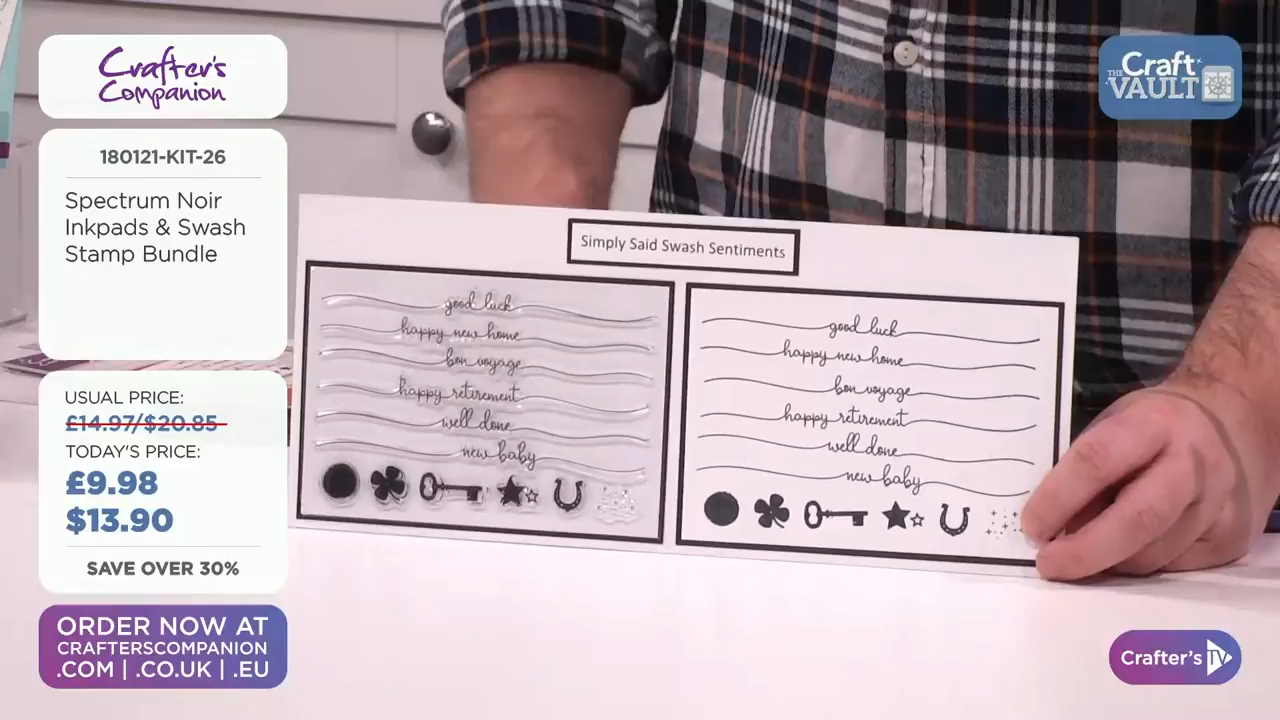 Crafter's
Companion
180121-KIT-26
Spectrum Noir
Inkpads & Swash
Stamp Bundle
USUAL PRICE:
£14.97/$20.85
TODAY'S PRICE:
£9.98
$13.90
SAVE OVER 30%
ORDER NOW AT
CRAFTERSCOMPANION
.COM | .CO.UK | .EU
THE Craft
VAULT
Simply Said Swash Sentiments
good luck
happy new home
bon voyage
happy retirement
well done
new baby
good luck
happy new home
bon voyage
happy retirement
well done
new baby
Crafter's TV